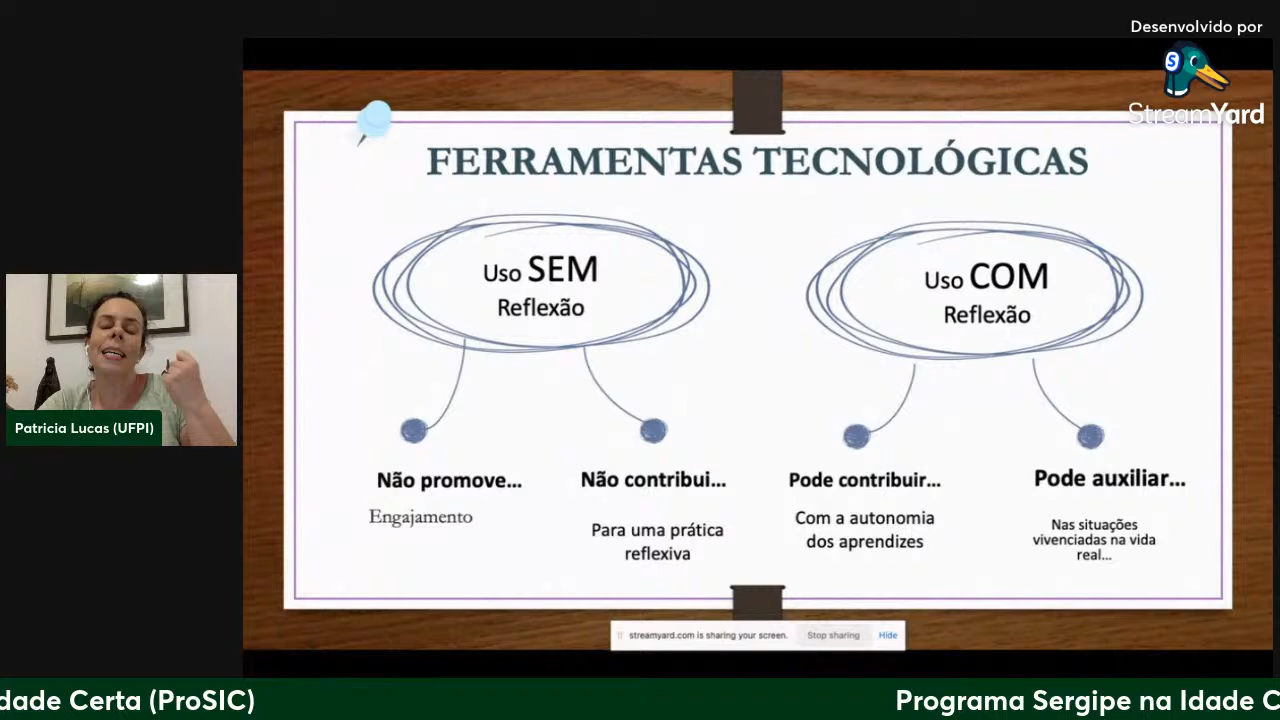 Desenvolvido por
StreamYard
FERRAMENTAS TECNOLÓGICAS
Uso SEM
Reflexão
Uso COM
Reflexão
Não promove...
Engajamento
Não contribui...
Para uma prática
reflexiva
Pode contribuir...
Com a autonomia
dos aprendizes
Pode auxiliar...
Nas situações
vivenciadas na vida
real...
Patricia Lucas (UFPI)
streamyard.com is sharing your screen. Stop sharing Hide
dade Certa (ProSIC) Programa Sergipe na Idade C